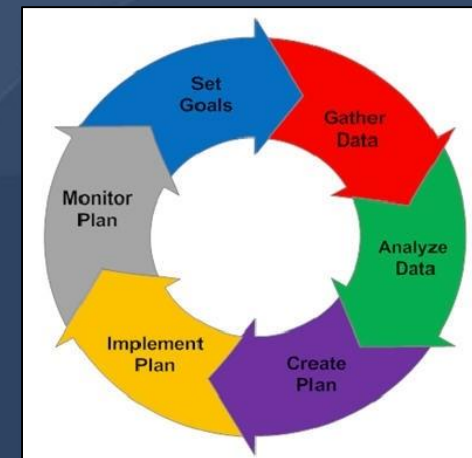 Set
Goals
Gather
Data
Analyze
Data
Create
Plan
Implement
Plan
Monitor
Plan